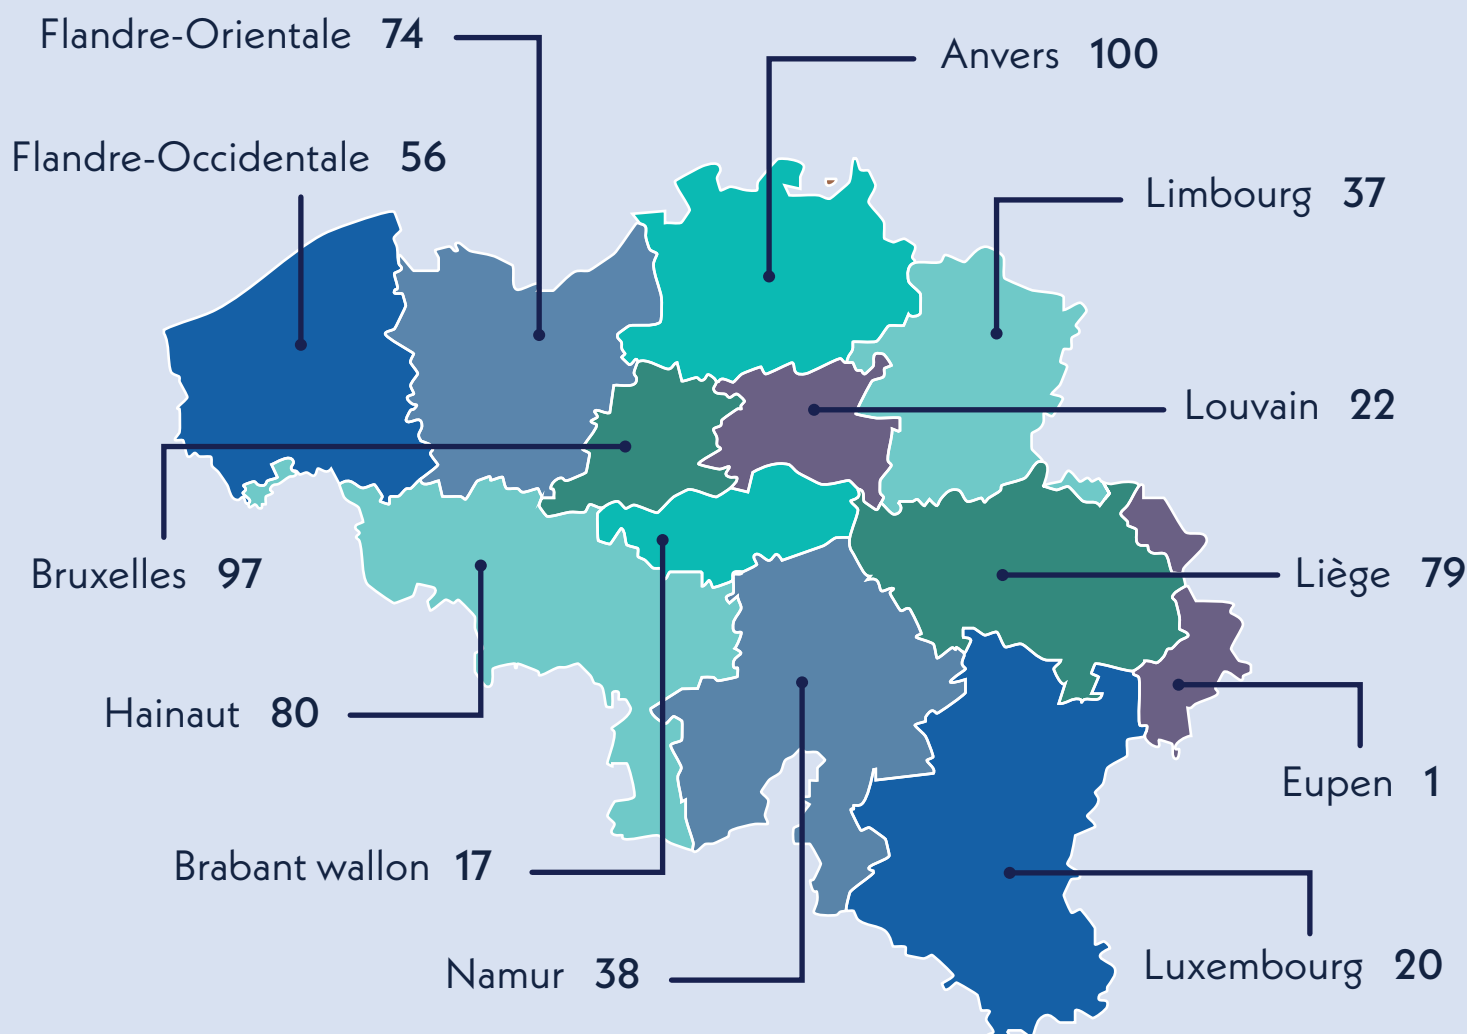 Flandre-Orientale 74
Anvers 100
Flandre-Occidentale 56
Limbourg 37
Louvain 22
Bruxelles 97
Liège 79
Hainaut 80
Eupen 1
Brabant wallon 17
Luxembourg 20
Namur 38